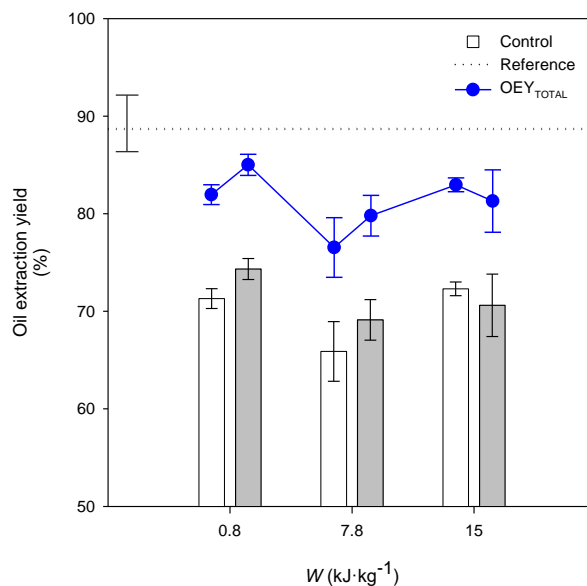 100
90
80
70
60
50
Oil extraction yield
(%)
Control
Reference
OEY_TOTAL
0.8
7.8
15
W (kJ·kg⁻¹)